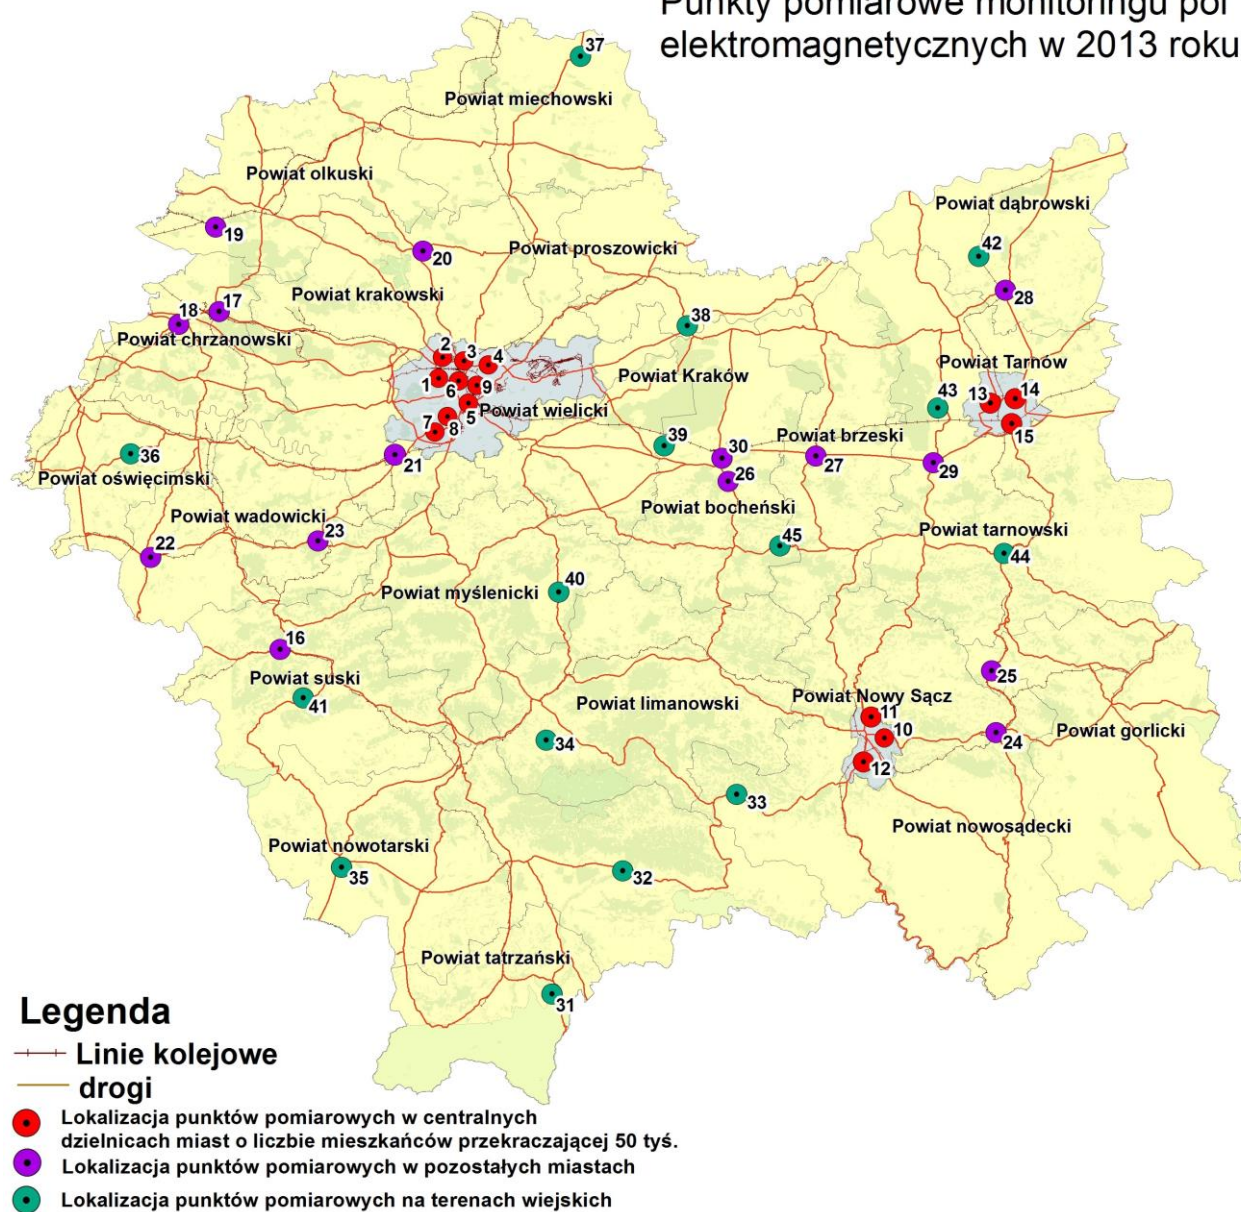 Punkty pomiarowe monitoringu pól
elektromagnetycznych w 2013 roku
37
Powiat miechowski
Powiat olkuski
Powiat dąbrowski
19
20
Powiat proszowicki
42
28
Powiat krakowski
17
18
Powiat chrzanowski
38
2
3
4
1
6
9
Powiat Kraków
Powiat Tarnów
43
13
14
5
Powiat wielicki
7
8
15
21
39
30
Powiat brzeski
36
Powiat oświęcimski
26
27
29
Powiat bocheński
Powiat wadowicki
23
Powiat tarnowski
22
45
44
40
Powiat myślenicki
16
Powiat suski
41
25
Powiat Nowy Sącz
Powiat limanowski
11
10
24
Powiat gorlicki
34
12
33
Powiat nowosądecki
Powiat nowotarski
35
32
Powiat tatrzański
31
Legenda
Linie kolejowe
drogi
Lokalizacja punktów pomiarowych w centralnych
dzielnicach miast o liczbie mieszkańców przekraczającej 50 tyś.
Lokalizacja punktów pomiarowych w pozostałych miastach
Lokalizacja punktów pomiarowych na terenach wiejskich